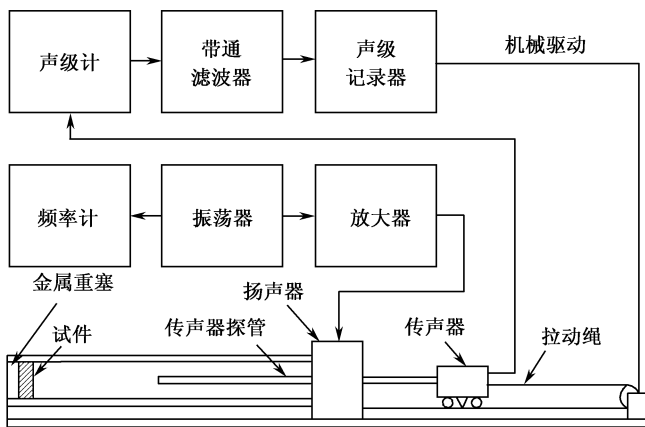 声级计
带通
滤波器
声级
记录器
机械驱动
频率计
振荡器
放大器
金属重塞
扬声器
试件
传声器探管
传声器
拉动绳